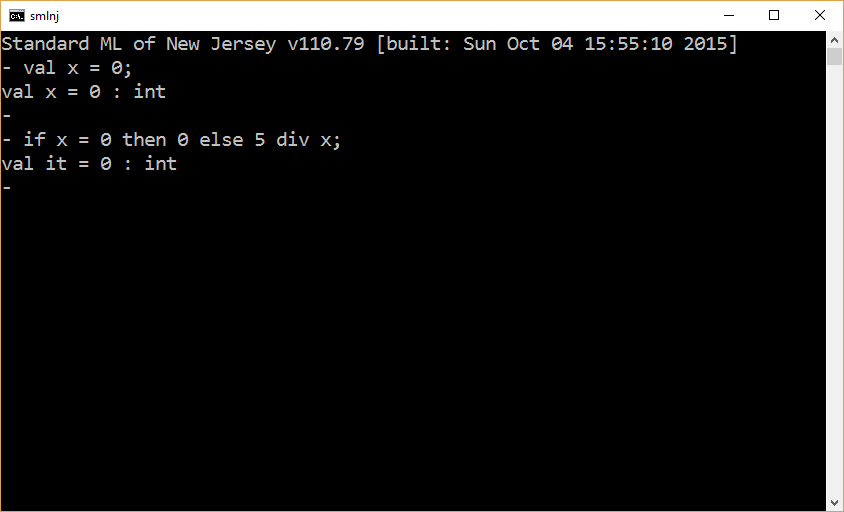 smlnj
Standard ML of New Jersey v110.79 [built: Sun Oct 04 15:55:10 2015]
- val x = 0;
val x = 0 : int
-
- if x = 0 then 0 else 5 div x;
val it = 0 : int
-